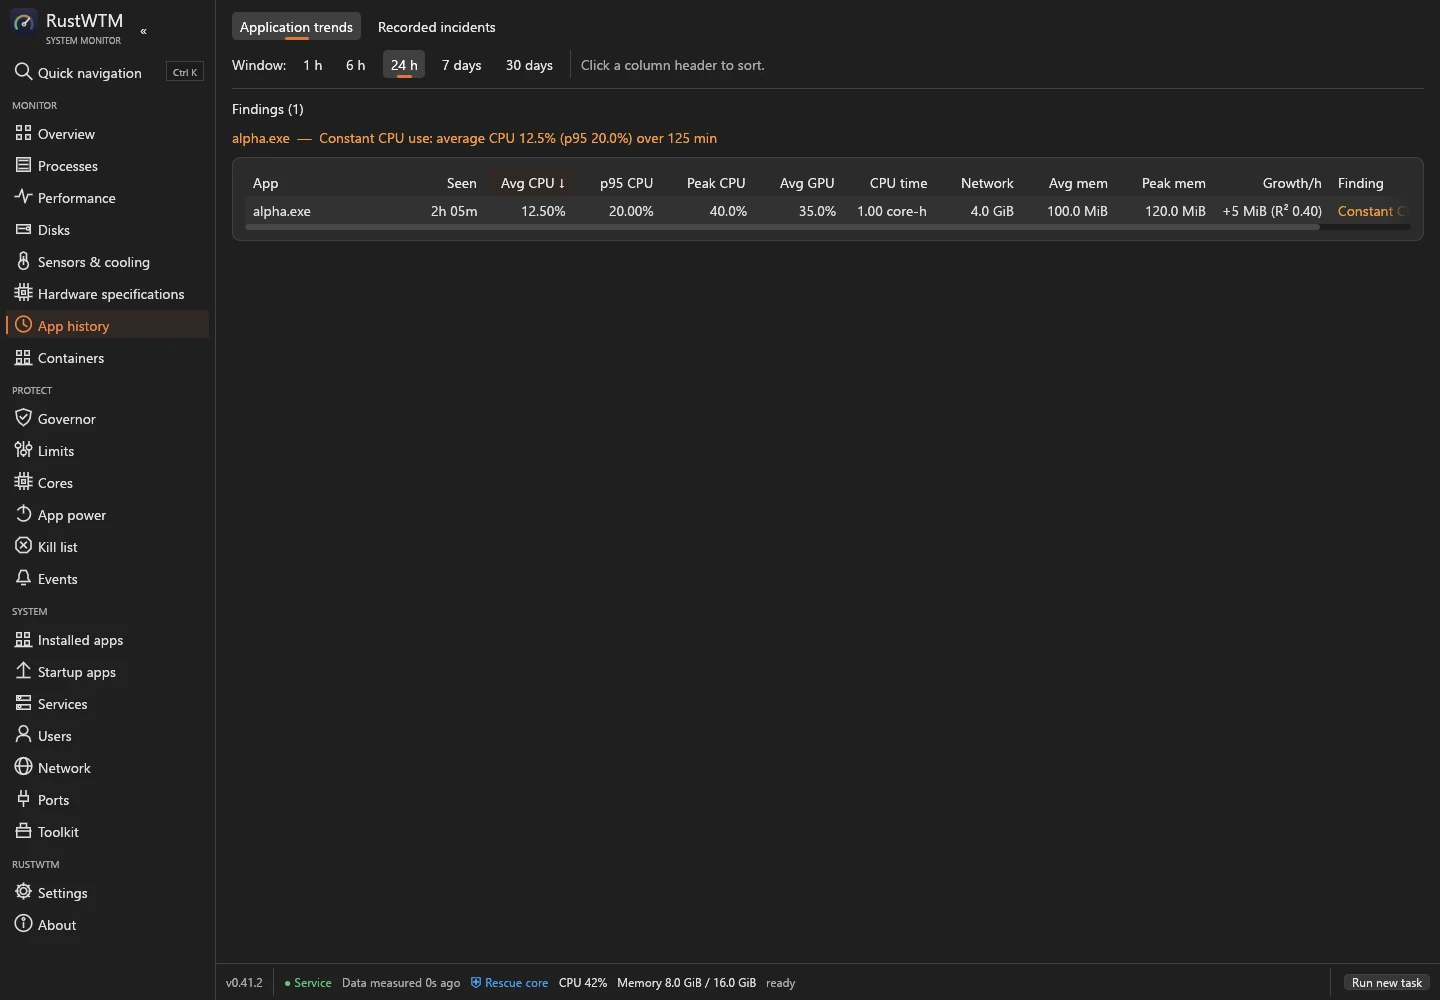 RustWTM
SYSTEM MONITOR
«
Quick navigation
Ctrl K
MONITOR
Overview
Processes
Performance
Disks
Sensors & cooling
Hardware specifications
App history
Containers
PROTECT
Governor
Limits
Cores
App power
Kill list
Events
SYSTEM
Installed apps
Startup apps
Services
Users
Network
Ports
Toolkit
RUSTWTM
Settings
About
Application trends Recorded incidents
Window: 1 h 6 h 24 h 7 days 30 days Click a column header to sort.
Findings (1)
alpha.exe — Constant CPU use: average CPU 12.5% (p95 20.0%) over 125 min
App Seen Avg CPU ↓ p95 CPU Peak CPU Avg GPU CPU time Network Avg mem Peak mem Growth/h Finding
alpha.exe 2h 05m 12.50% 20.00% 40.0% 35.0% 1.00 core-h 4.0 GiB 100.0 MiB 120.0 MiB +5 MiB (R² 0.40) Constant C
v0.41.2 ● Service Data measured 0s ago Rescue core CPU 42% Memory 8.0 GiB / 16.0 GiB ready Run new task